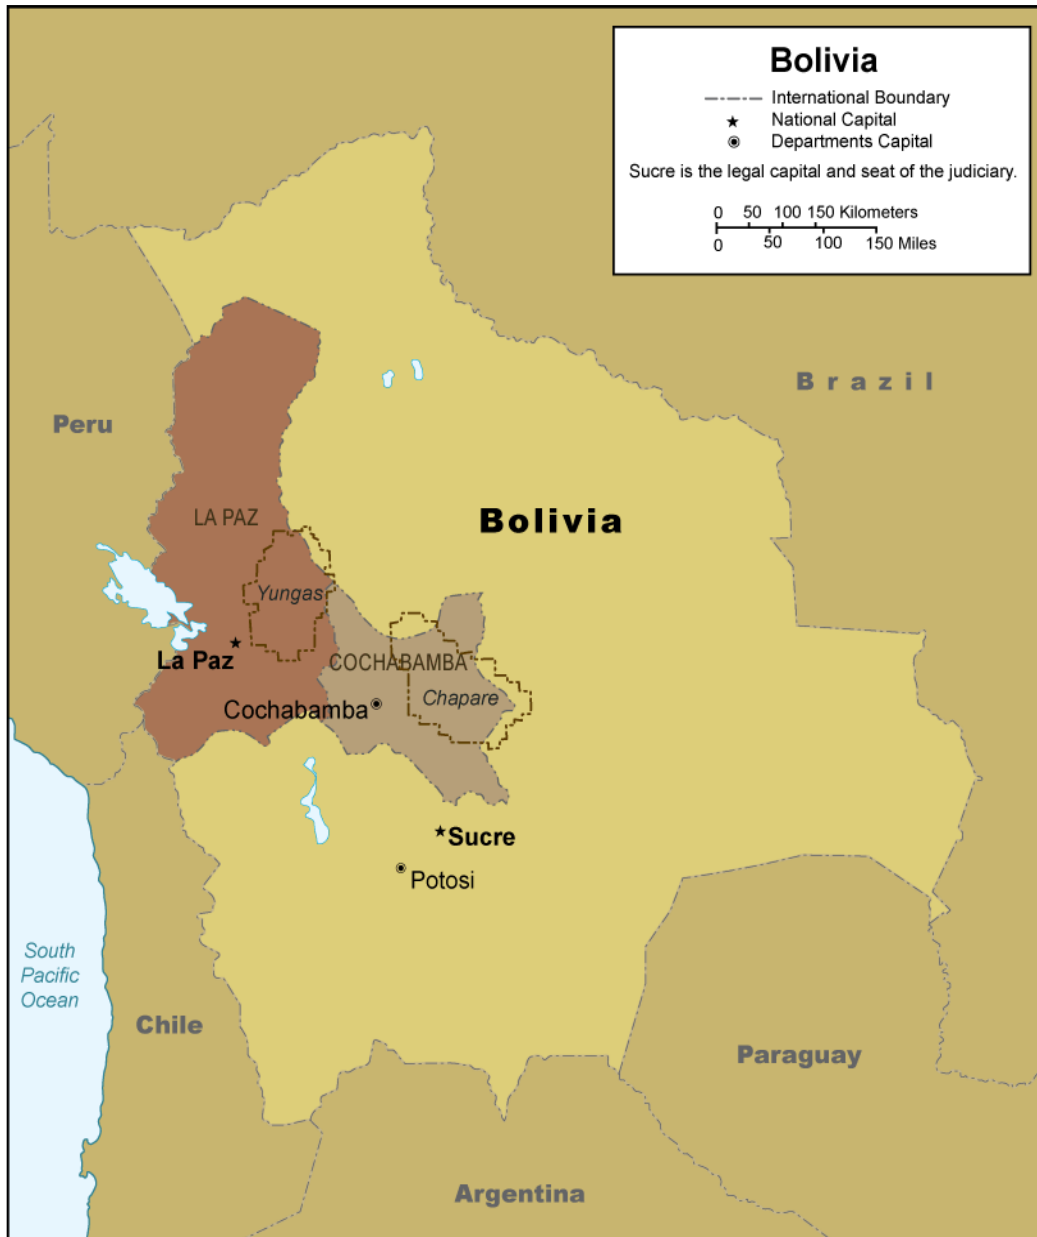 Bolivia
International Boundary
National Capital
Departments Capital
Sucre is the legal capital and seat of the judiciary.
0 50 100 150 Kilometers
0 50 100 150 Miles
Brazil
Peru
LA PAZ
Bolivia
Yungas
La Paz
COCHABAMBA
Chapare
Cochabamba
Sucre
Potosi
South
Pacific
Ocean
Chile
Paraguay
Argentina